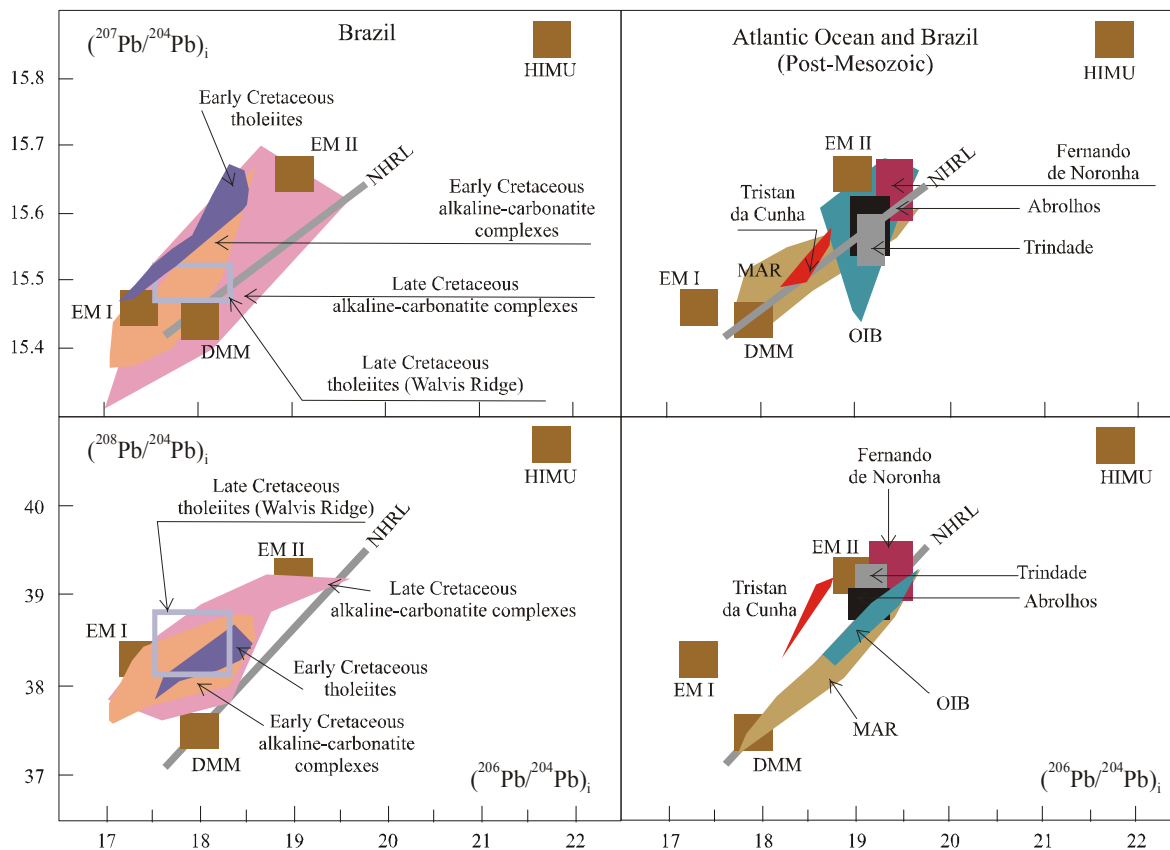 (²⁰⁷Pb/²⁰⁴Pb)ᵢ
Brazil
HIMU
15.8
15.7
15.6
15.5
15.4
Early Cretaceous
tholeiites
EM II
NHRL
Early Cretaceous
alkaline-carbonatite
complexes
EM I
DMM
Late Cretaceous
alkaline-carbonatite complexes
Late Cretaceous
tholeiites (Walvis Ridge)
Atlantic Ocean and Brazil
(Post-Mesozoic)
HIMU
EM II
NHRL
Fernando
de Noronha
Abrolhos
Trindade
Tristan
da Cunha
MAR
EM I
DMM
OIB
(²⁰⁸Pb/²⁰⁴Pb)ᵢ
HIMU
40
39
38
37
Late Cretaceous
tholeiites (Walvis Ridge)
EM II
NHRL
Late Cretaceous
alkaline-carbonatite complexes
EM I
Early Cretaceous
tholeiites
Early Cretaceous
alkaline-carbonatite
complexes
DMM
(²⁰⁶Pb/²⁰⁴Pb)ᵢ
17 18 19 20 21 22
HIMU
Fernando
de Noronha
NHRL
EM II
Trindade
Abrolhos
Tristan
da Cunha
EM I
OIB
MAR
DMM
(²⁰⁶Pb/²⁰⁴Pb)ᵢ
17 18 19 20 21 22